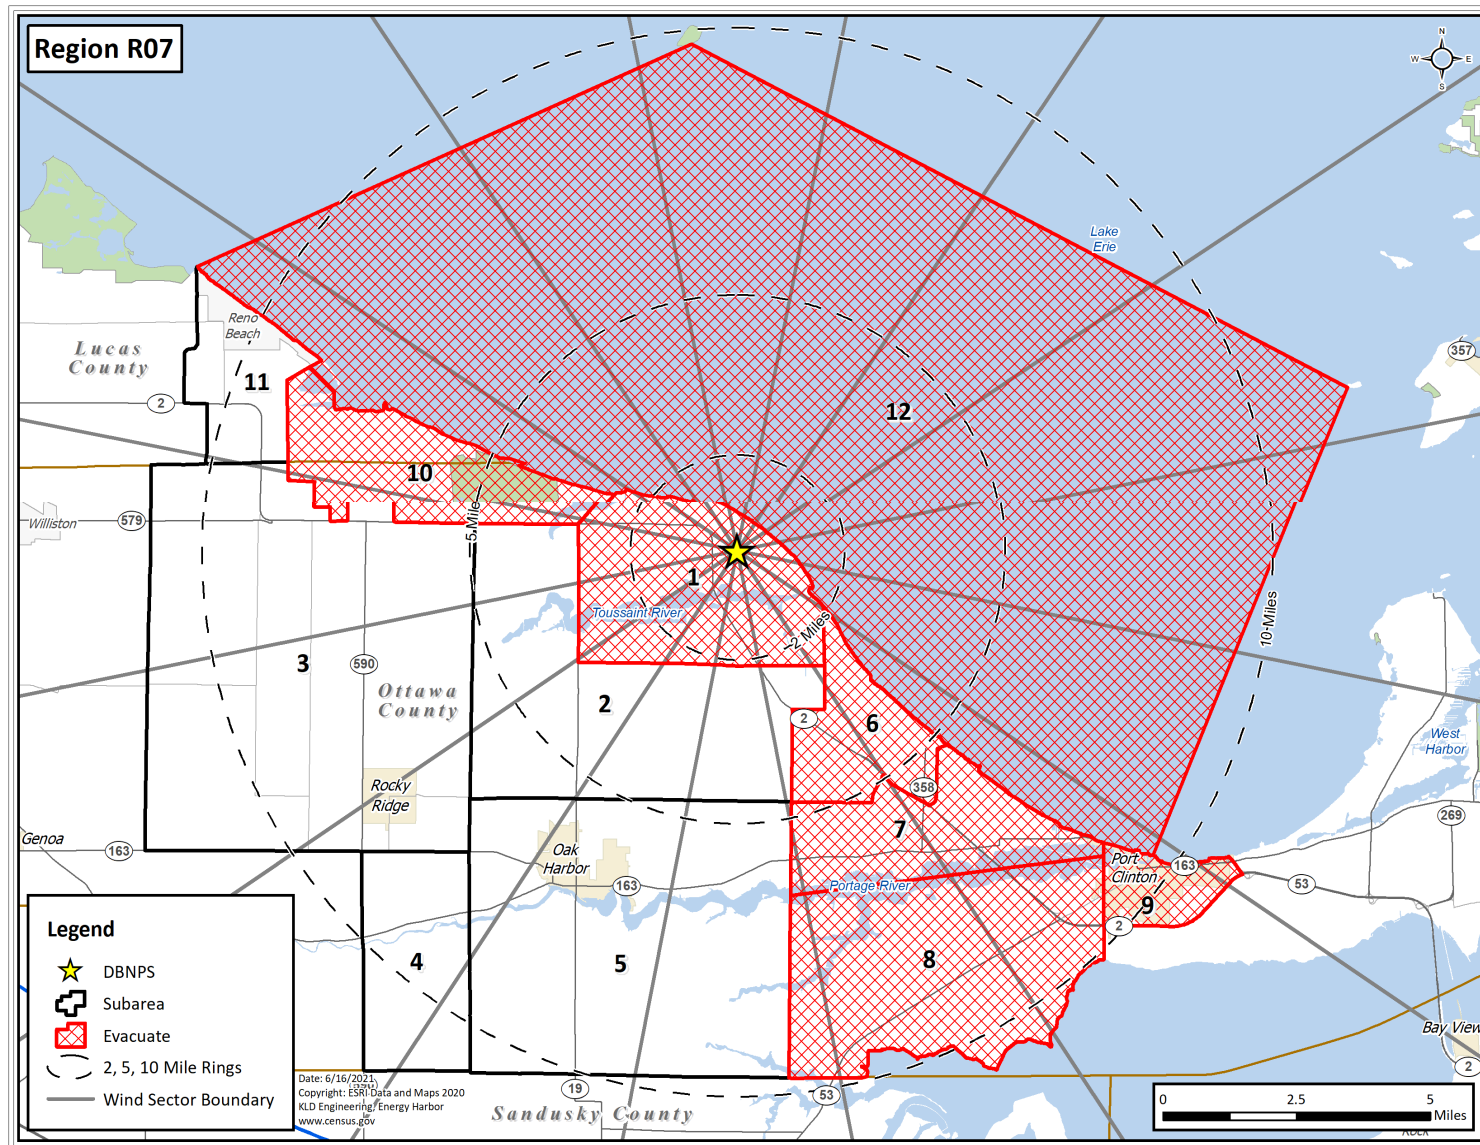 Region R07
N
W E
S
Lake
Erie
Reno
Beach
Lucas
County
357
11
2
12
10
Williston
579
5 Mile
1
Toussaint River
2 Miles
10 Miles
3
590
Ottawa
County
2
2
6
West
Harbor
Rocky
Ridge
358
269
7
Genoa
163
Oak
Harbor
163
Port
Clinton
163
53
Portage River
9
2
4
5
8
Legend
DBNPS
Subarea
Evacuate
2, 5, 10 Mile Rings
Wind Sector Boundary
Bay View
2
Date: 6/16/2021
Copyright: ESRI Data and Maps 2020
KLD Engineering, Energy Harbor
www.census.gov
19
53
Sandusky County
0 2.5 5
Miles